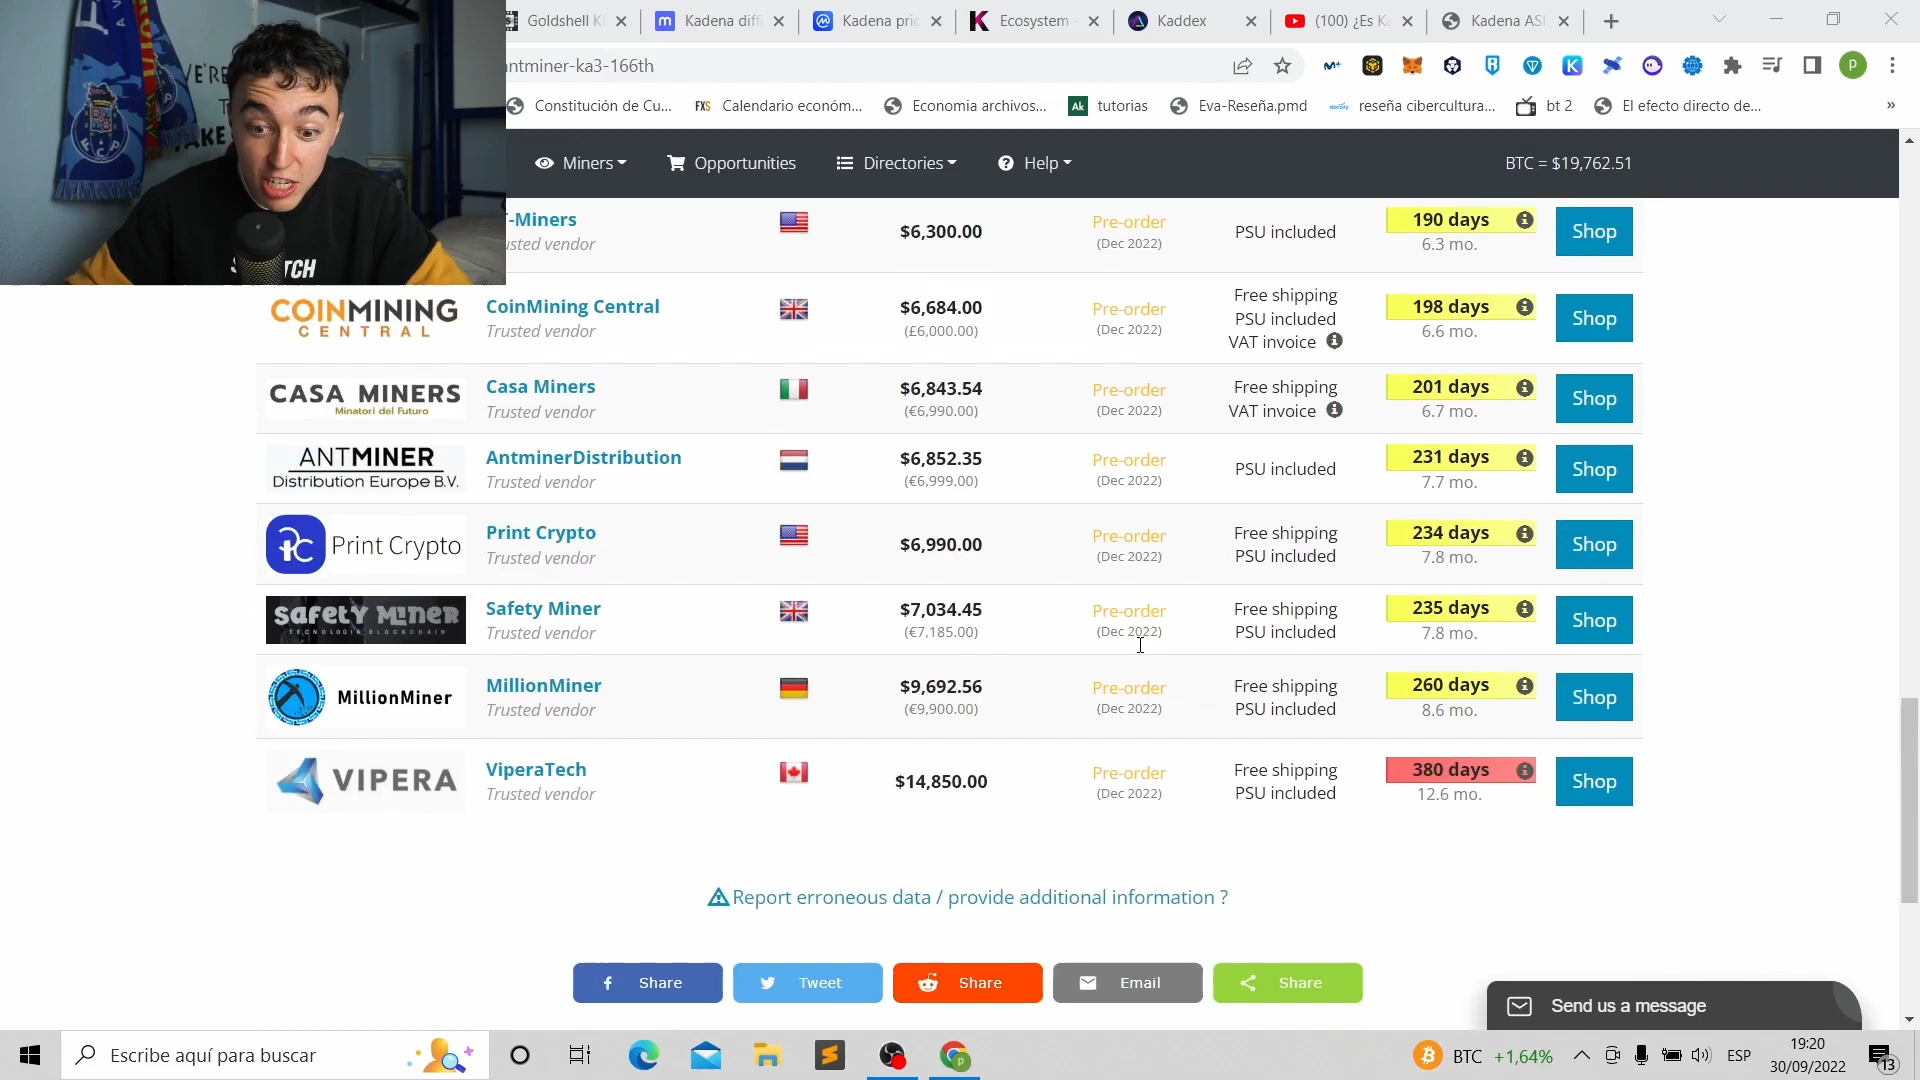 Goldshell K
Kadena diff
Kadena pric
Ecosystem
Kaddex
(100) ¿Es Ka
Kadena AS
antminer-ka3-166th
Constitución de Cu...
Calendario económ...
Economia archivos...
tutorias
Eva-Reseña.pmd
reseña cibercultura...
bt 2
El efecto directo de...
»
Miners
Opportunities
Directories
Help
BTC = $19,762.51
T-Miners
usted vendor
$6,300.00
Pre-order
(Dec 2022)
PSU included
190 days
6.3 mo.
Shop
COINMINING
CENTRAL
CoinMining Central
Trusted vendor
$6,684.00
(£6,000.00)
Pre-order
(Dec 2022)
Free shipping
PSU included
VAT invoice
198 days
6.6 mo.
Shop
CASA MINERS
Minatori del Futuro
Casa Miners
Trusted vendor
$6,843.54
(€6,990.00)
Pre-order
(Dec 2022)
Free shipping
VAT invoice
201 days
6.7 mo.
Shop
ANTMINER
Distribution Europe B.V.
AntminerDistribution
Trusted vendor
$6,852.35
(€6,999.00)
Pre-order
(Dec 2022)
PSU included
231 days
7.7 mo.
Shop
Print Crypto
Print Crypto
Trusted vendor
$6,990.00
Pre-order
(Dec 2022)
Free shipping
PSU included
234 days
7.8 mo.
Shop
Safety Miner
TECNOLOGIA BLOCKCHAIN
Safety Miner
Trusted vendor
$7,034.45
(€7,185.00)
Pre-order
(Dec 2022)
Free shipping
PSU included
235 days
7.8 mo.
Shop
MillionMiner
MillionMiner
Trusted vendor
$9,692.56
(€9,900.00)
Pre-order
(Dec 2022)
Free shipping
PSU included
260 days
8.6 mo.
Shop
VIPERA
ViperaTech
Trusted vendor
$14,850.00
Pre-order
(Dec 2022)
Free shipping
PSU included
380 days
12.6 mo.
Shop
Report erroneous data / provide additional information ?
Share
Tweet
Share
Email
Share
Send us a message
Escribe aquí para buscar
BTC +1,64%
ESP
19:20
30/09/2022
13